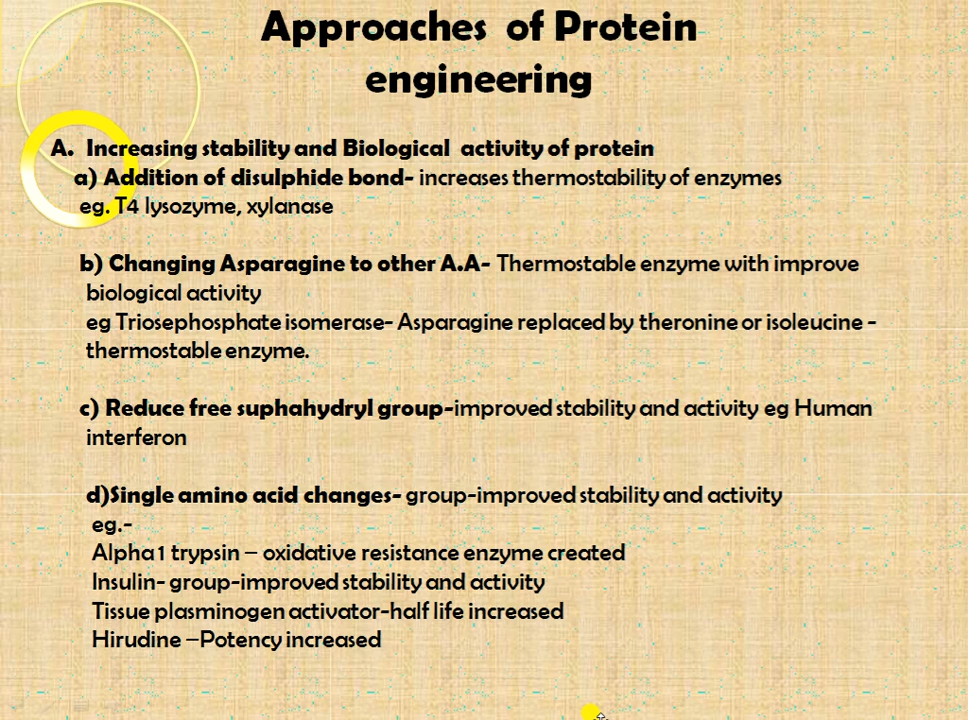 Approaches of Protein
engineering
A. Increasing stability and Biological activity of protein
a) Addition of disulphide bond- increases thermostability of enzymes
eg. T4 lysozyme, xylanase
b) Changing Asparagine to other A.A- Thermostable enzyme with improve
biological activity
eg Triosephosphate isomerase- Asparagine replaced by theronine or isoleucine -
thermostable enzyme.
c) Reduce free suphahydryl group-improved stability and activity eg Human
interferon
d)Single amino acid changes- group-improved stability and activity
eg.-
Alpha 1 trypsin – oxidative resistance enzyme created
Insulin- group-improved stability and activity
Tissue plasminogen activator-half life increased
Hirudine –Potency increased